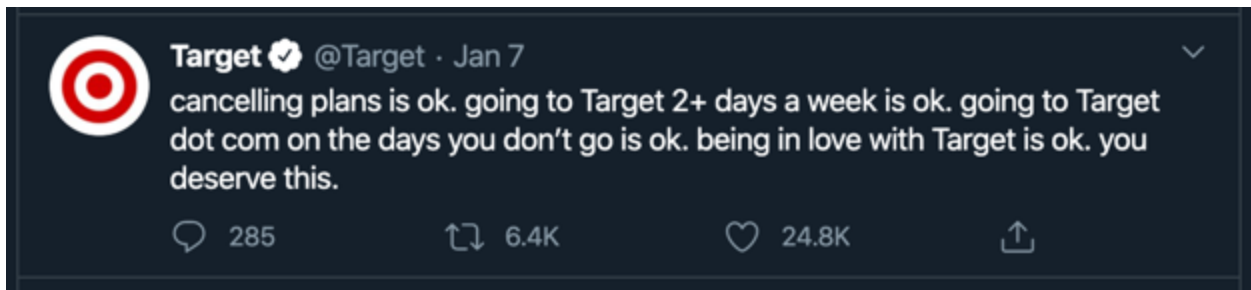 Target @Target · Jan 7
cancelling plans is ok. going to Target 2+ days a week is ok. going to Target
dot com on the days you don’t go is ok. being in love with Target is ok. you
deserve this.
285 6.4K 24.8K